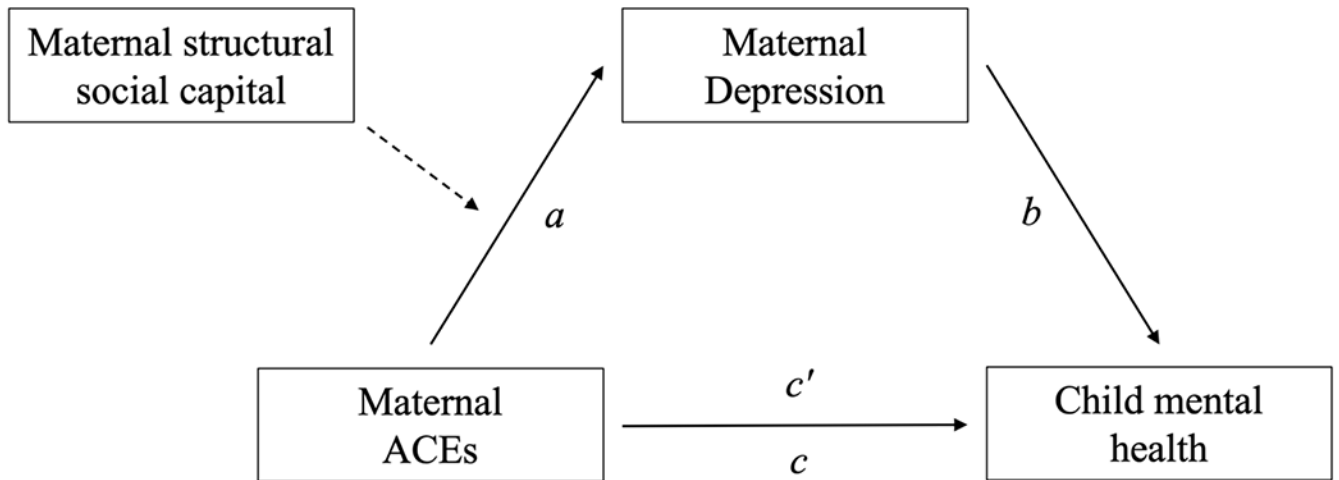 Maternal structural
social capital
Maternal
Depression
a
b
Maternal
ACEs
c′
c
Child mental
health